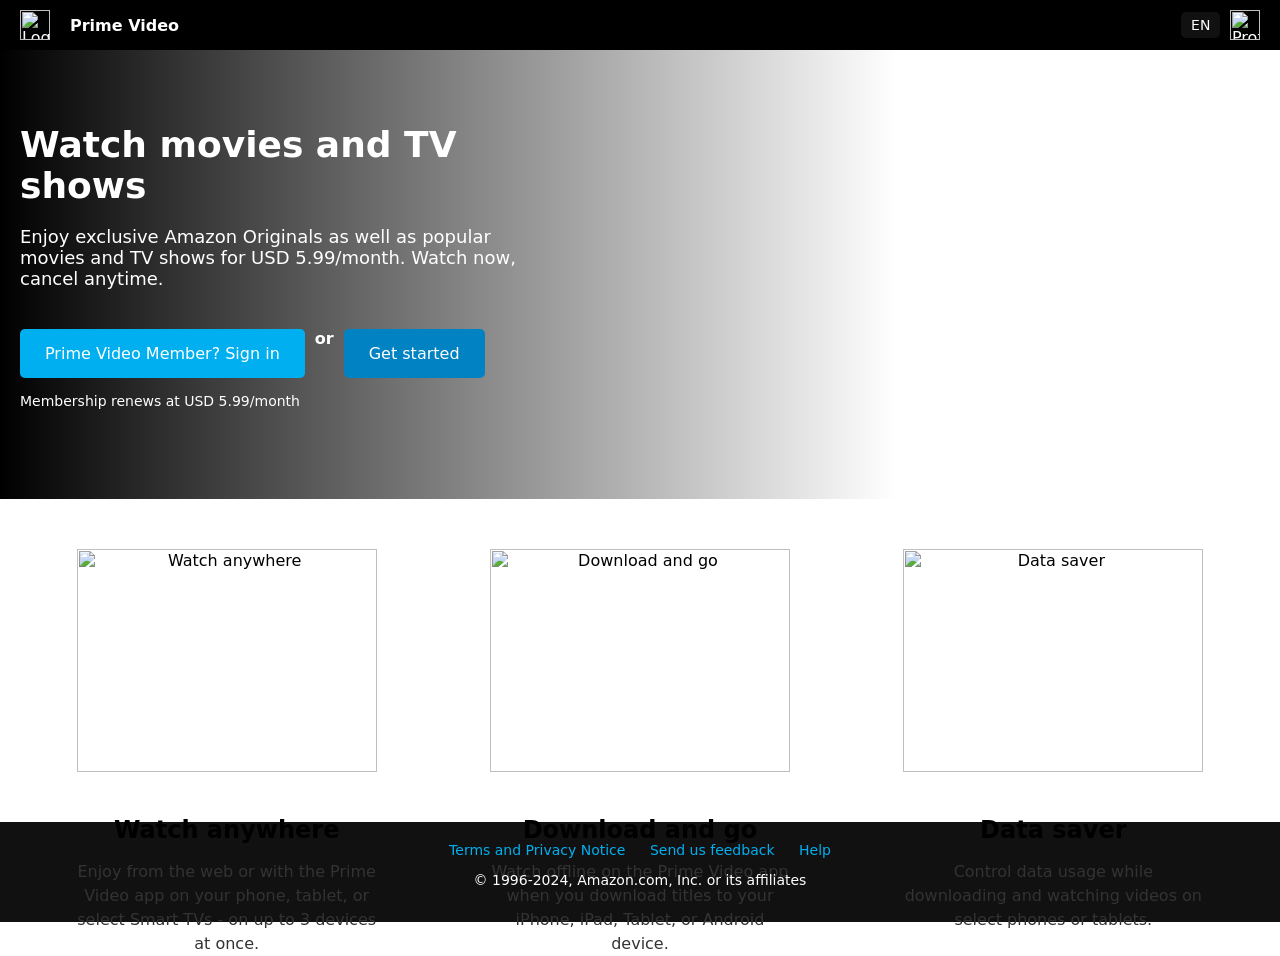 Prime Video
EN
Watch movies and TV
shows
Enjoy exclusive Amazon Originals as well as popular
movies and TV shows for USD 5.99/month. Watch now,
cancel anytime.
Prime Video Member? Sign in
or
Get started
Membership renews at USD 5.99/month
Watch anywhere
Download and go
Data saver
Watch anywhere
Enjoy from the web or with the Prime
Video app on your phone, tablet, or
select Smart TVs - on up to 3 devices
at once.
Download and go
Watch offline on the Prime Video app
when you download titles to your
iPhone, iPad, Tablet, or Android
device.
Data saver
Control data usage while
downloading and watching videos on
select phones or tablets.
Terms and Privacy Notice
Send us feedback
Help
© 1996-2024, Amazon.com, Inc. or its affiliates